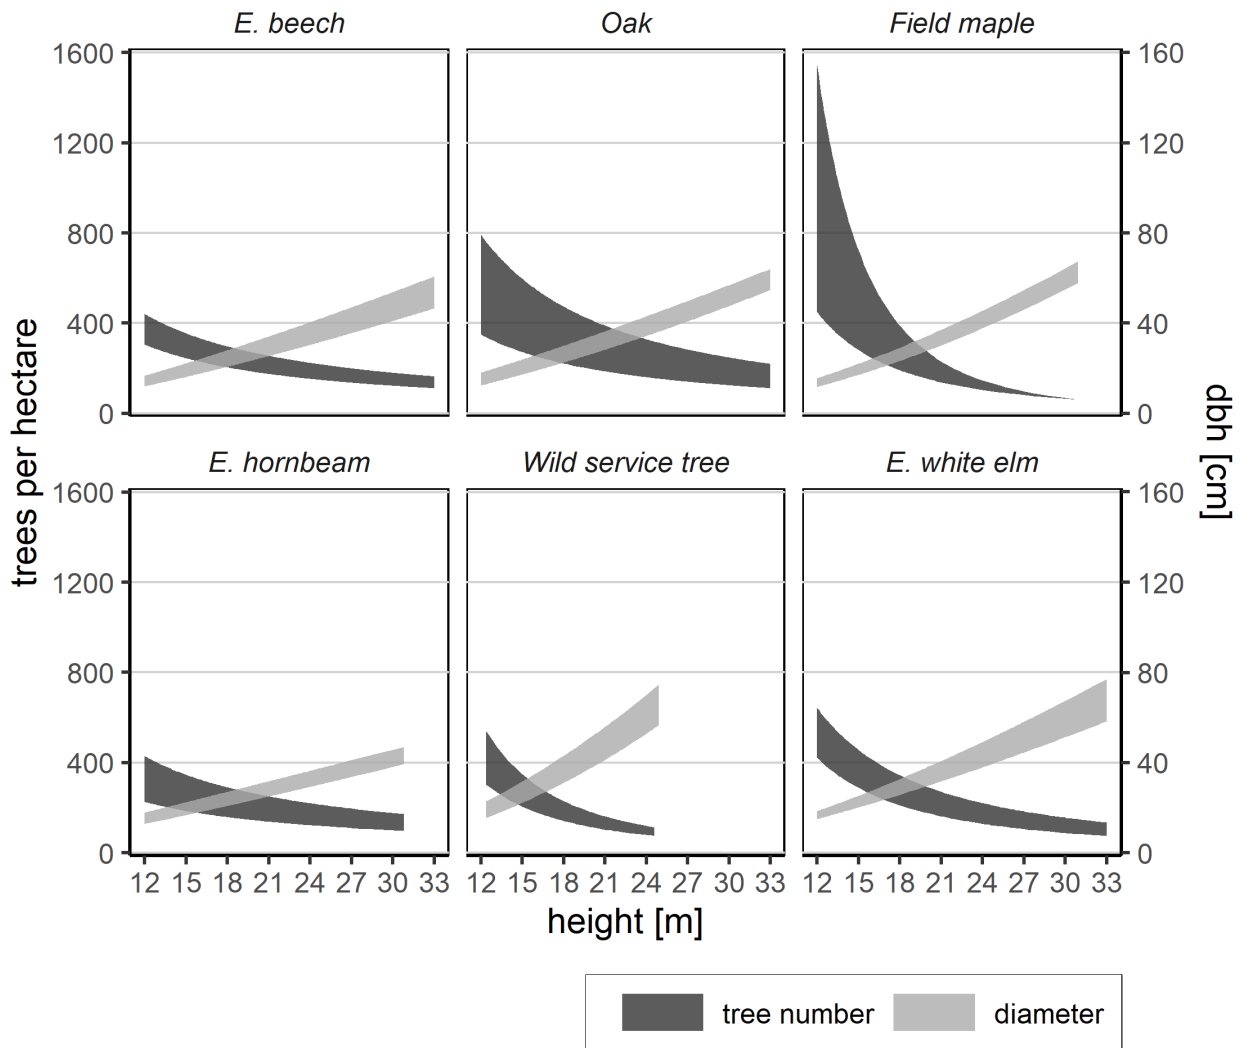 E. beech Oak Field maple
1600 160
1200 120
800 80
400 40
0 0
trees per hectare
dbh [cm]
E. hornbeam Wild service tree E. white elm
1600 160
1200 120
800 80
400 40
0 0
12 15 18 21 24 27 30 33 12 15 18 21 24 27 30 33 12 15 18 21 24 27 30 33
height [m]
tree number diameter